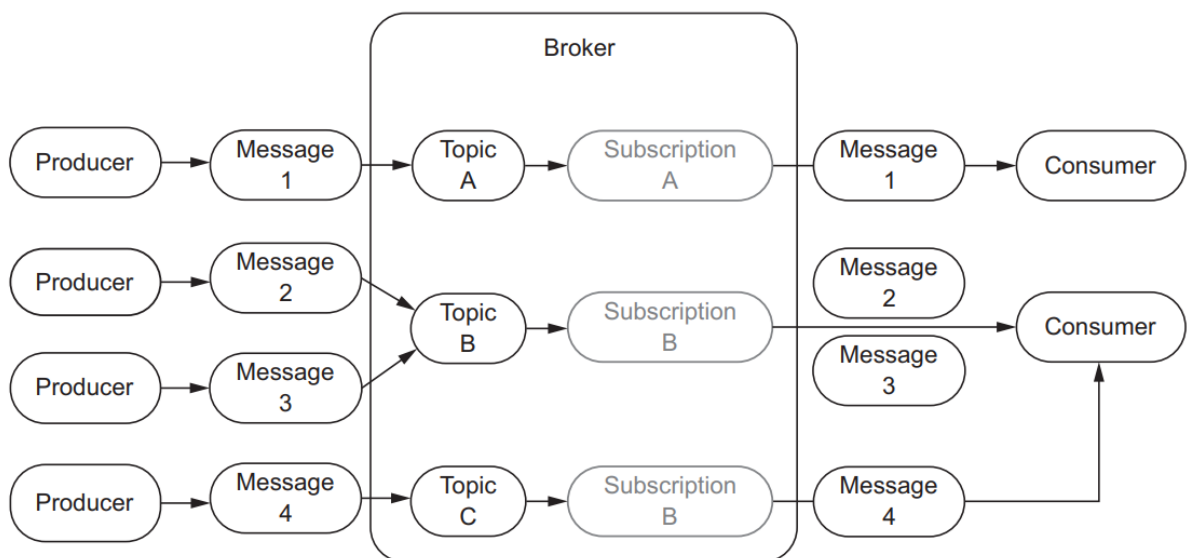 Broker
Producer
Message
1
Topic
A
Subscription
A
Message
1
Consumer
Producer
Message
2
Producer
Message
3
Topic
B
Subscription
B
Message
2
Message
3
Consumer
Producer
Message
4
Topic
C
Subscription
B
Message
4